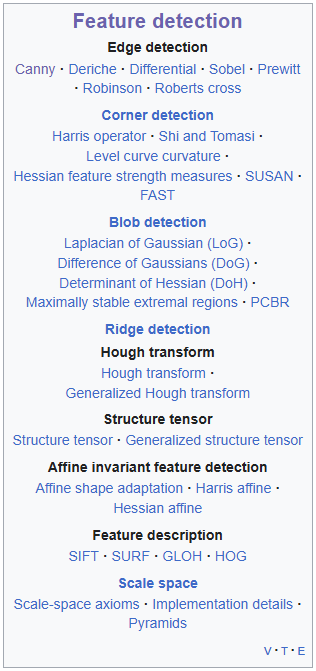 Feature detection
Edge detection
Canny · Deriche · Differential · Sobel · Prewitt
· Robinson · Roberts cross
Corner detection
Harris operator · Shi and Tomasi ·
Level curve curvature ·
Hessian feature strength measures · SUSAN ·
FAST
Blob detection
Laplacian of Gaussian (LoG) ·
Difference of Gaussians (DoG) ·
Determinant of Hessian (DoH) ·
Maximally stable extremal regions · PCBR
Ridge detection
Hough transform
Hough transform ·
Generalized Hough transform
Structure tensor
Structure tensor · Generalized structure tensor
Affine invariant feature detection
Affine shape adaptation · Harris affine ·
Hessian affine
Feature description
SIFT · SURF · GLOH · HOG
Scale space
Scale-space axioms · Implementation details ·
Pyramids
V · T · E